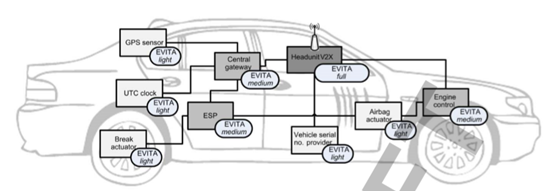 GPS sensor
EVITA
light
Central
gateway
EVITA
medium
Headunit V2X
EVITA
full
UTC clock
EVITA
light
ESP
EVITA
medium
Airbag
actuator
EVITA
light
Engine
control
EVITA
medium
Break
actuator
EVITA
light
Vehicle serial
no. provider
EVITA
light